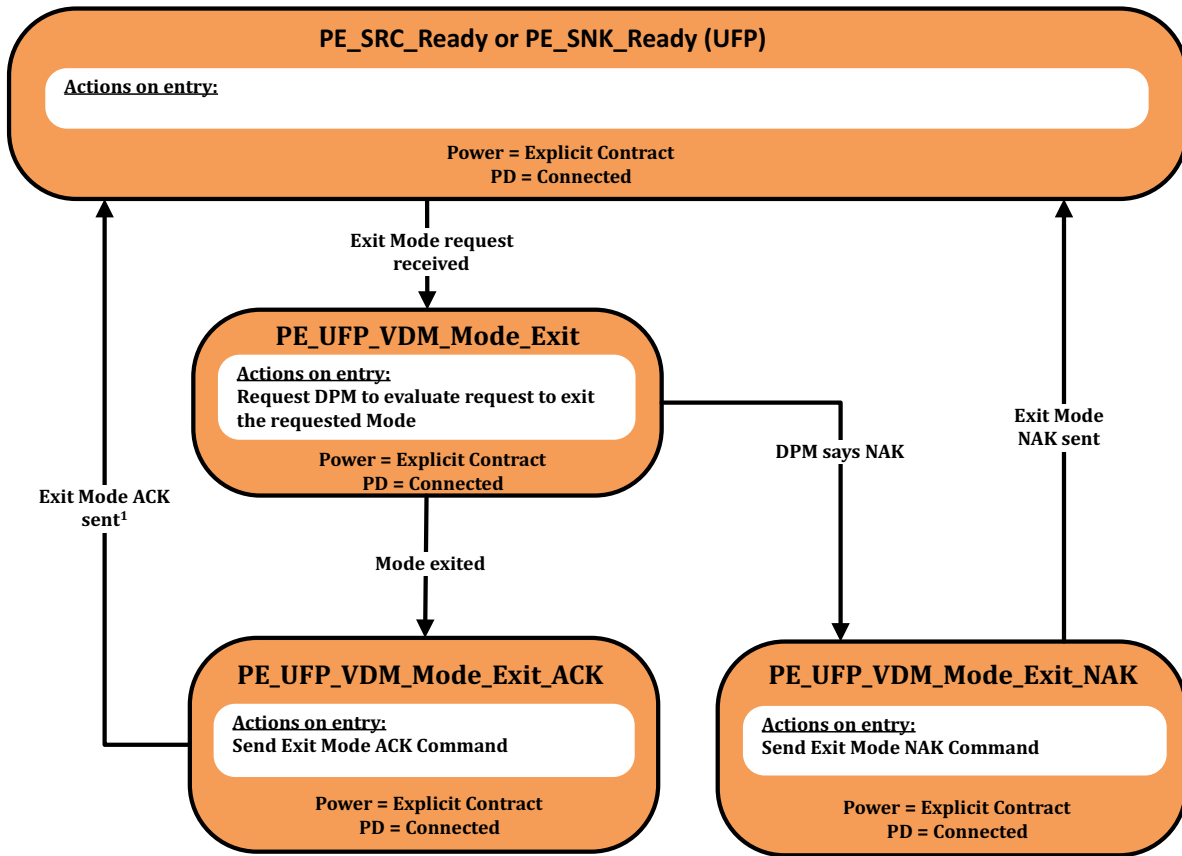 PE_SRC_Ready or PE_SNK_Ready (UFP)
Actions on entry:
Power = Explicit Contract
PD = Connected
Exit Mode request
received
PE_UFP_VDM_Mode_Exit
Actions on entry:
Request DPM to evaluate request to exit
the requested Mode
Power = Explicit Contract
PD = Connected
DPM says NAK
Exit Mode
NAK sent
Exit Mode ACK
sent¹
Mode exited
PE_UFP_VDM_Mode_Exit_ACK
Actions on entry:
Send Exit Mode ACK Command
Power = Explicit Contract
PD = Connected
PE_UFP_VDM_Mode_Exit_NAK
Actions on entry:
Send Exit Mode NAK Command
Power = Explicit Contract
PD = Connected